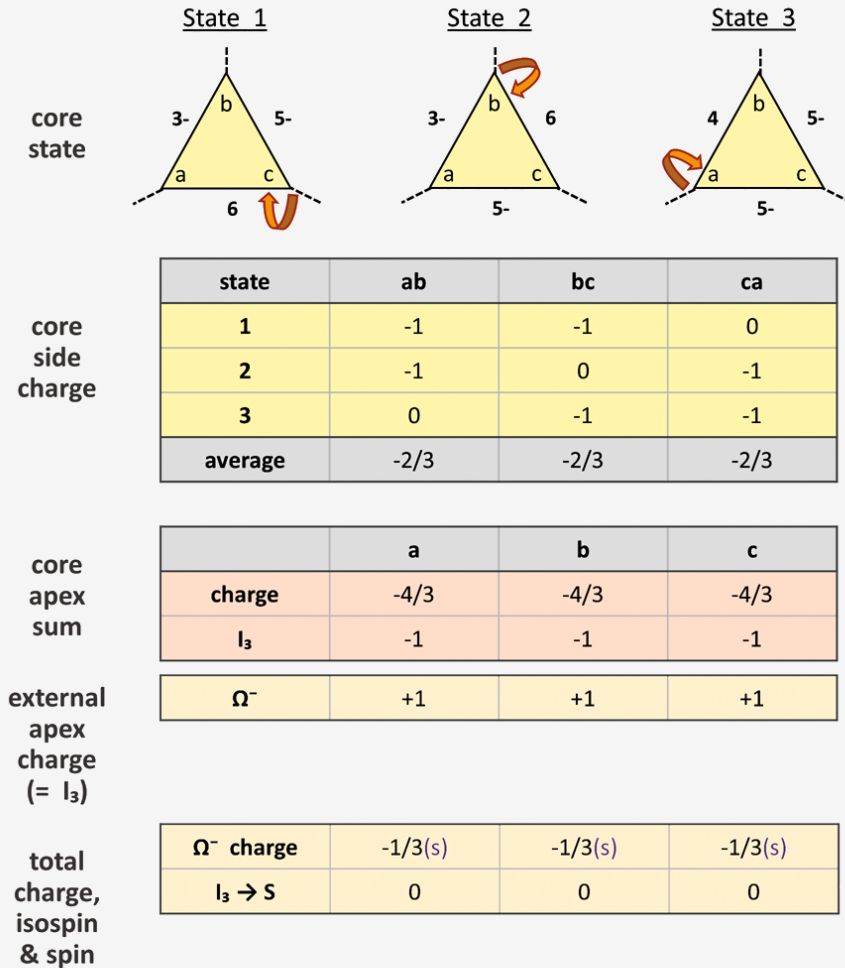 State 1 State 2 State 3
core
state
b
3- 5-
a c
6
b
3- 6
a c
5-
b
4 5-
a c
5-
core
side
charge
state ab bc ca
1 -1 -1 0
2 -1 0 -1
3 0 -1 -1
average -2/3 -2/3 -2/3
core
apex
sum
a b c
charge -4/3 -4/3 -4/3
I₃ -1 -1 -1
external
apex
charge
(= I₃)
Ω⁻ +1 +1 +1
total
charge,
isospin
& spin
Ω⁻ charge -1/3(s) -1/3(s) -1/3(s)
I₃ → S 0 0 0